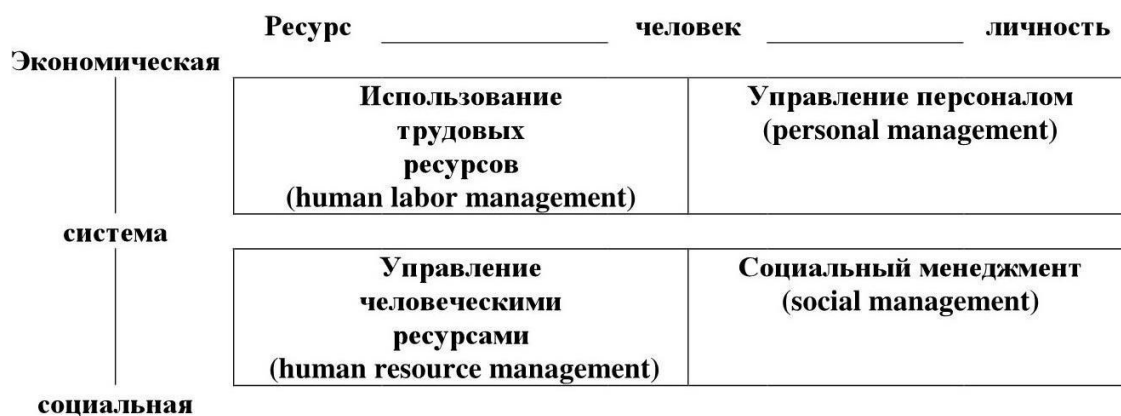 Ресурс человек личность
Экономическая
Использование
трудовых
ресурсов
(human labor management)
Управление персоналом
(personal management)
система
Управление
человеческими
ресурсами
(human resource management)
Социальный менеджмент
(social management)
социальная